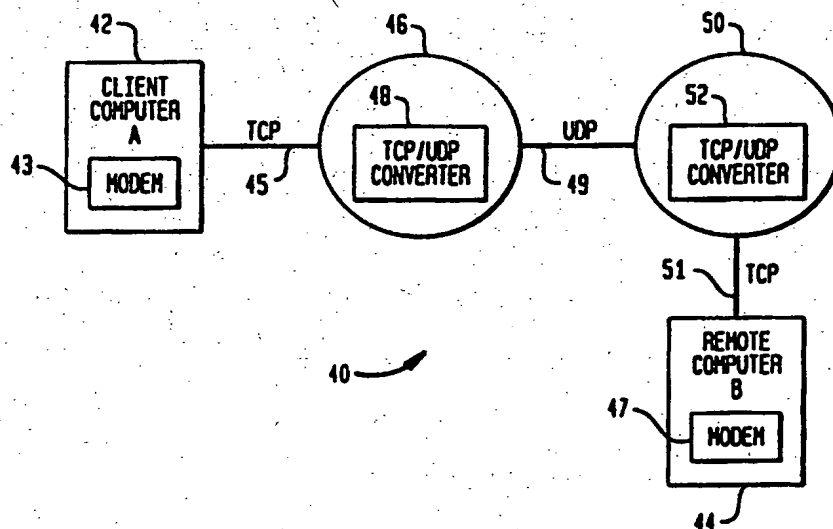 42
46
50
CLIENT
COMPUTER
A
43
MODEM
TCP
45
48
TCP/UDP
CONVERTER
UDP
49
52
TCP/UDP
CONVERTER
51
TCP
40
REMOTE
COMPUTER
B
47
MODEM
44